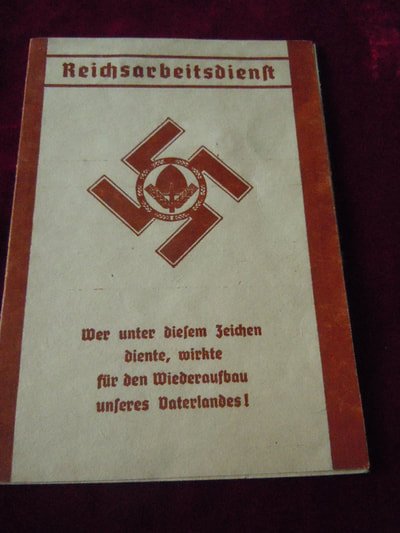 Reichsarbeitsdienſt
Wer unter dieſem Zeichen
diente, wirkte
für den Wiederaufbau
unſeres Vaterlandes!